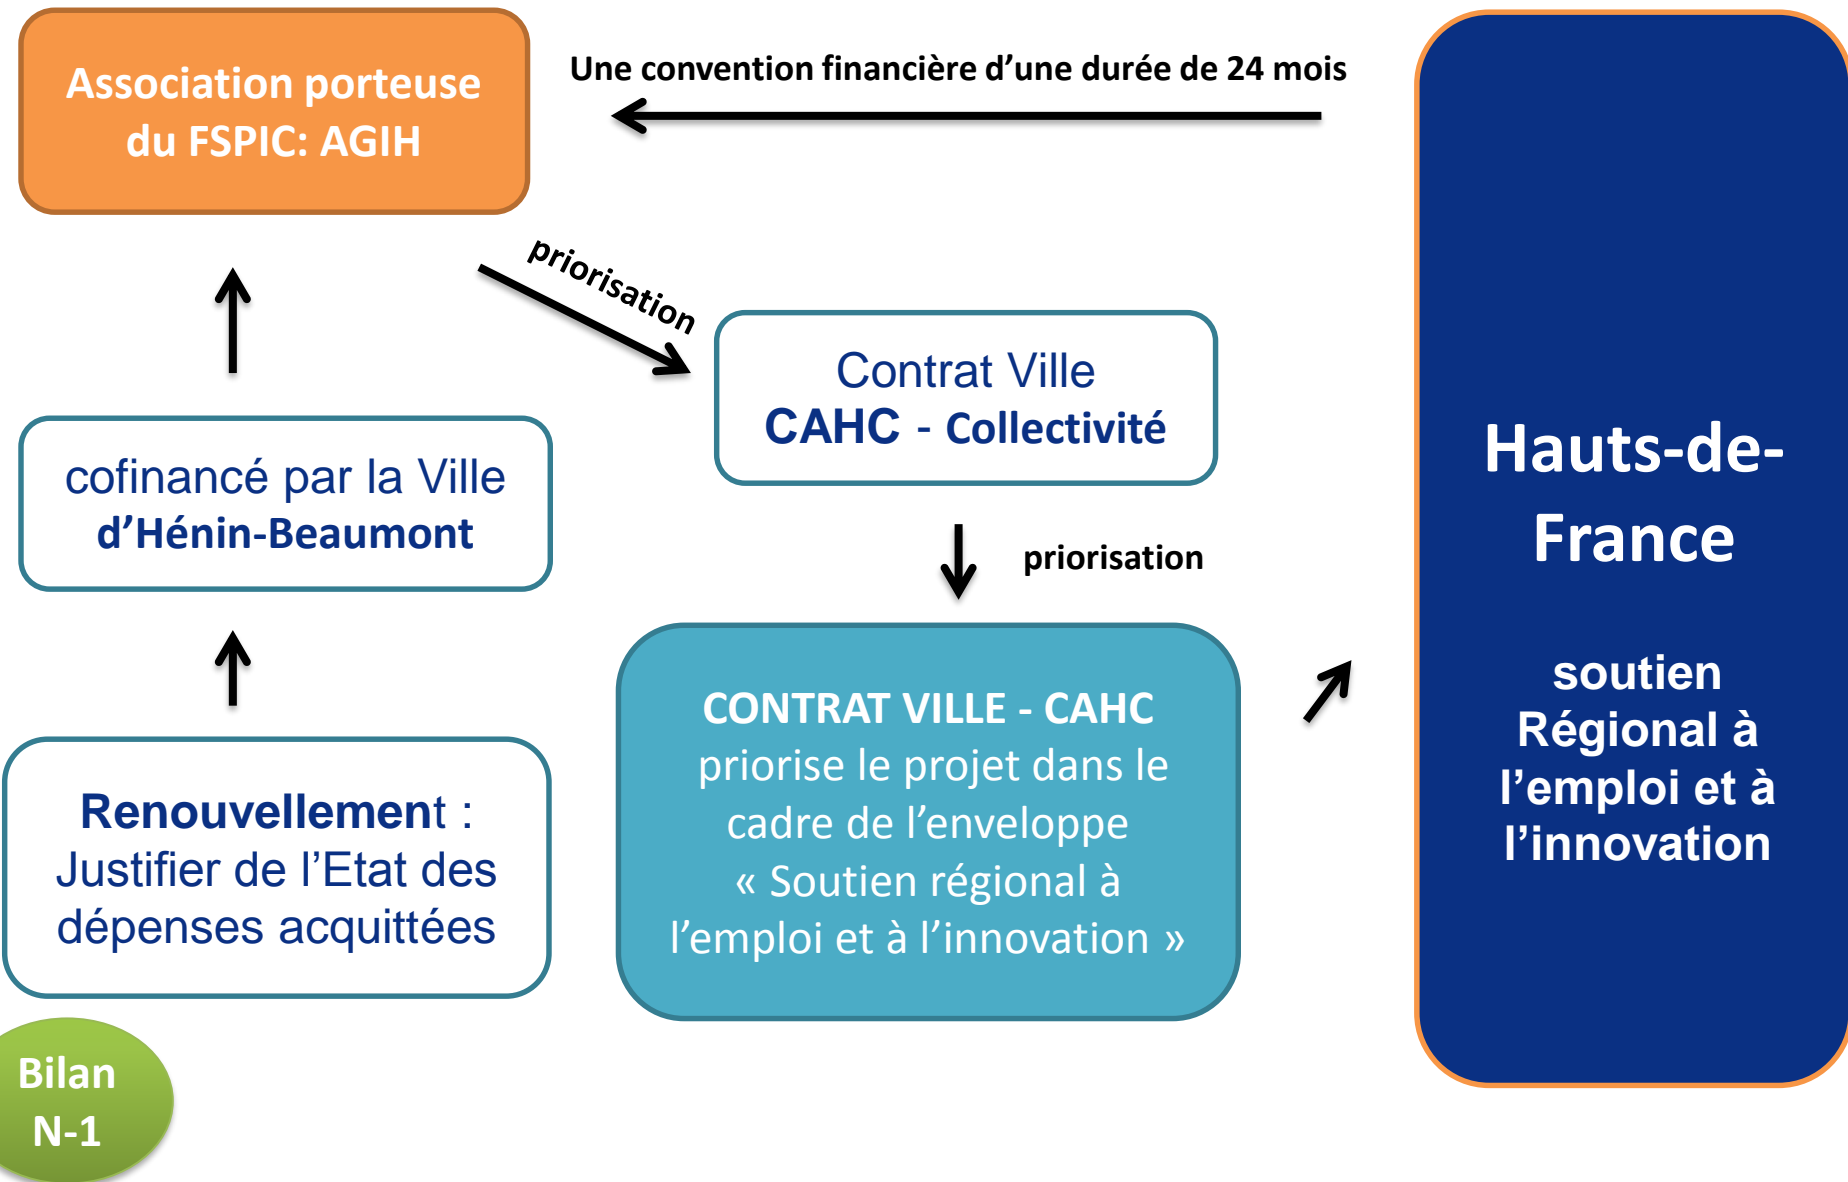 Association porteuse
du FSPIC: AGIH
Une convention financière d’une durée de 24 mois
priorisation
Contrat Ville
CAHC - Collectivité
cofinancé par la Ville
d’Hénin-Beaumont
priorisation
CONTRAT VILLE - CAHC
priorise le projet dans le
cadre de l’enveloppe
« Soutien régional à
l’emploi et à l’innovation »
Renouvellement :
Justifier de l’Etat des
dépenses acquittées
Bilan
N-1
Hauts-de-
France
soutien
Régional à
l’emploi et à
l’innovation